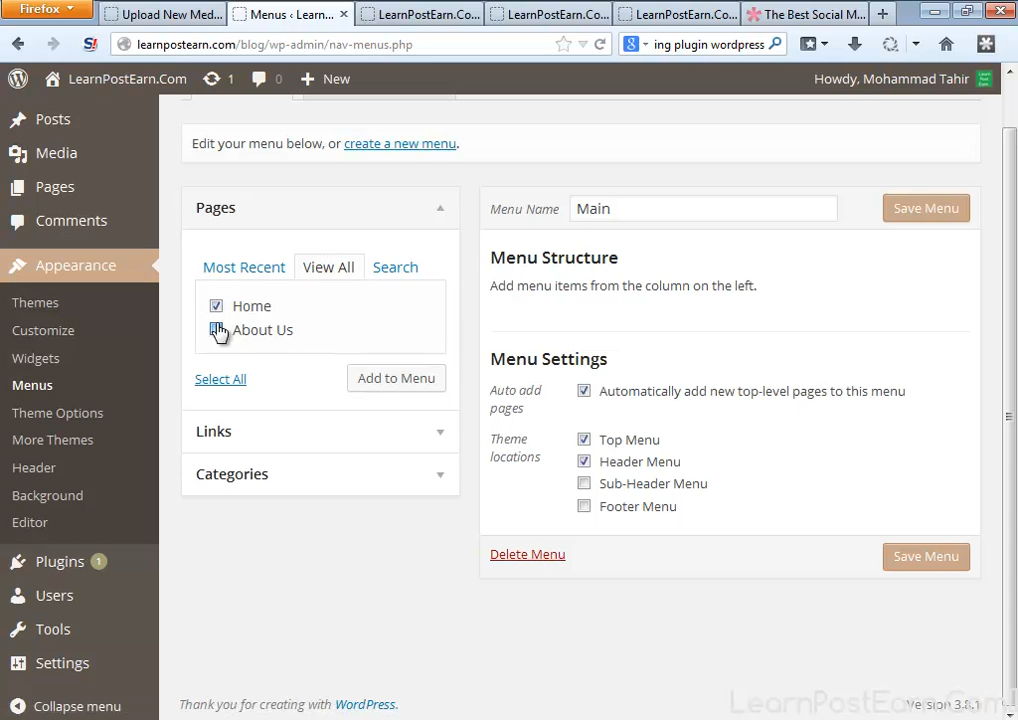 Firefox
Upload New Med...
Menus ‹ Learn...
LearnPostEarn.Co...
LearnPostEarn.Co...
LearnPostEarn.Co...
The Best Social M...
learnpostearn.com/blog/wp-admin/nav-menus.php
ing plugin wordpress
LearnPostEarn.Com
1
0
New
Howdy, Mohammad Tahir
Posts
Media
Pages
Comments
Appearance
Themes
Customize
Widgets
Menus
Theme Options
More Themes
Header
Background
Editor
Plugins 1
Users
Tools
Settings
Collapse menu
Edit your menu below, or create a new menu.
Pages
Most Recent
View All
Search
Home
About Us
Select All
Add to Menu
Links
Categories
Menu Name
Main
Save Menu
Menu Structure
Add menu items from the column on the left.
Menu Settings
Auto add
pages
Automatically add new top-level pages to this menu
Theme
locations
Top Menu
Header Menu
Sub-Header Menu
Footer Menu
Delete Menu
Save Menu
Thank you for creating with WordPress.
Version 3.8.1
LearnPostEarn.Com